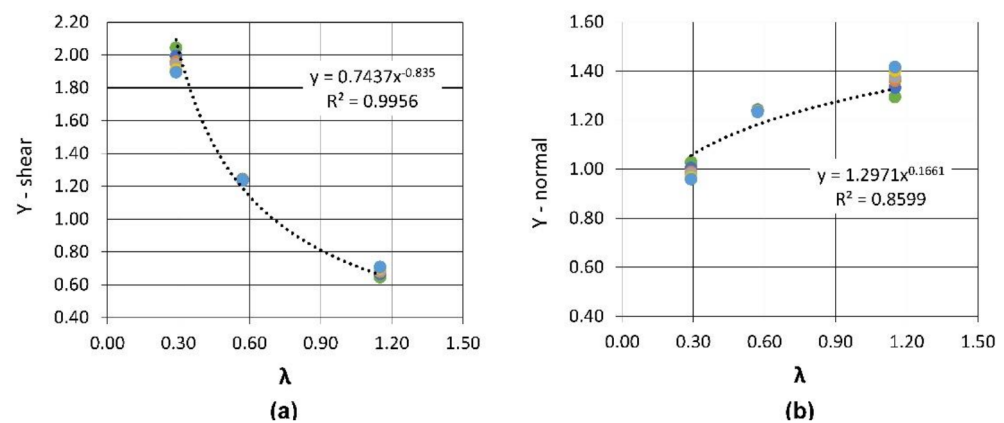 2.20
2.00
1.80
1.60
1.40
1.20
1.00
0.80
0.60
0.40
Y - shear
y = 0.7437x^-0.835
R² = 0.9956
0.00 0.30 0.60 0.90 1.20 1.50
λ
(a)
1.60
1.40
1.20
1.00
0.80
0.60
0.40
Y - normal
y = 1.2971x^0.1661
R² = 0.8599
0.00 0.30 0.60 0.90 1.20 1.50
λ
(b)